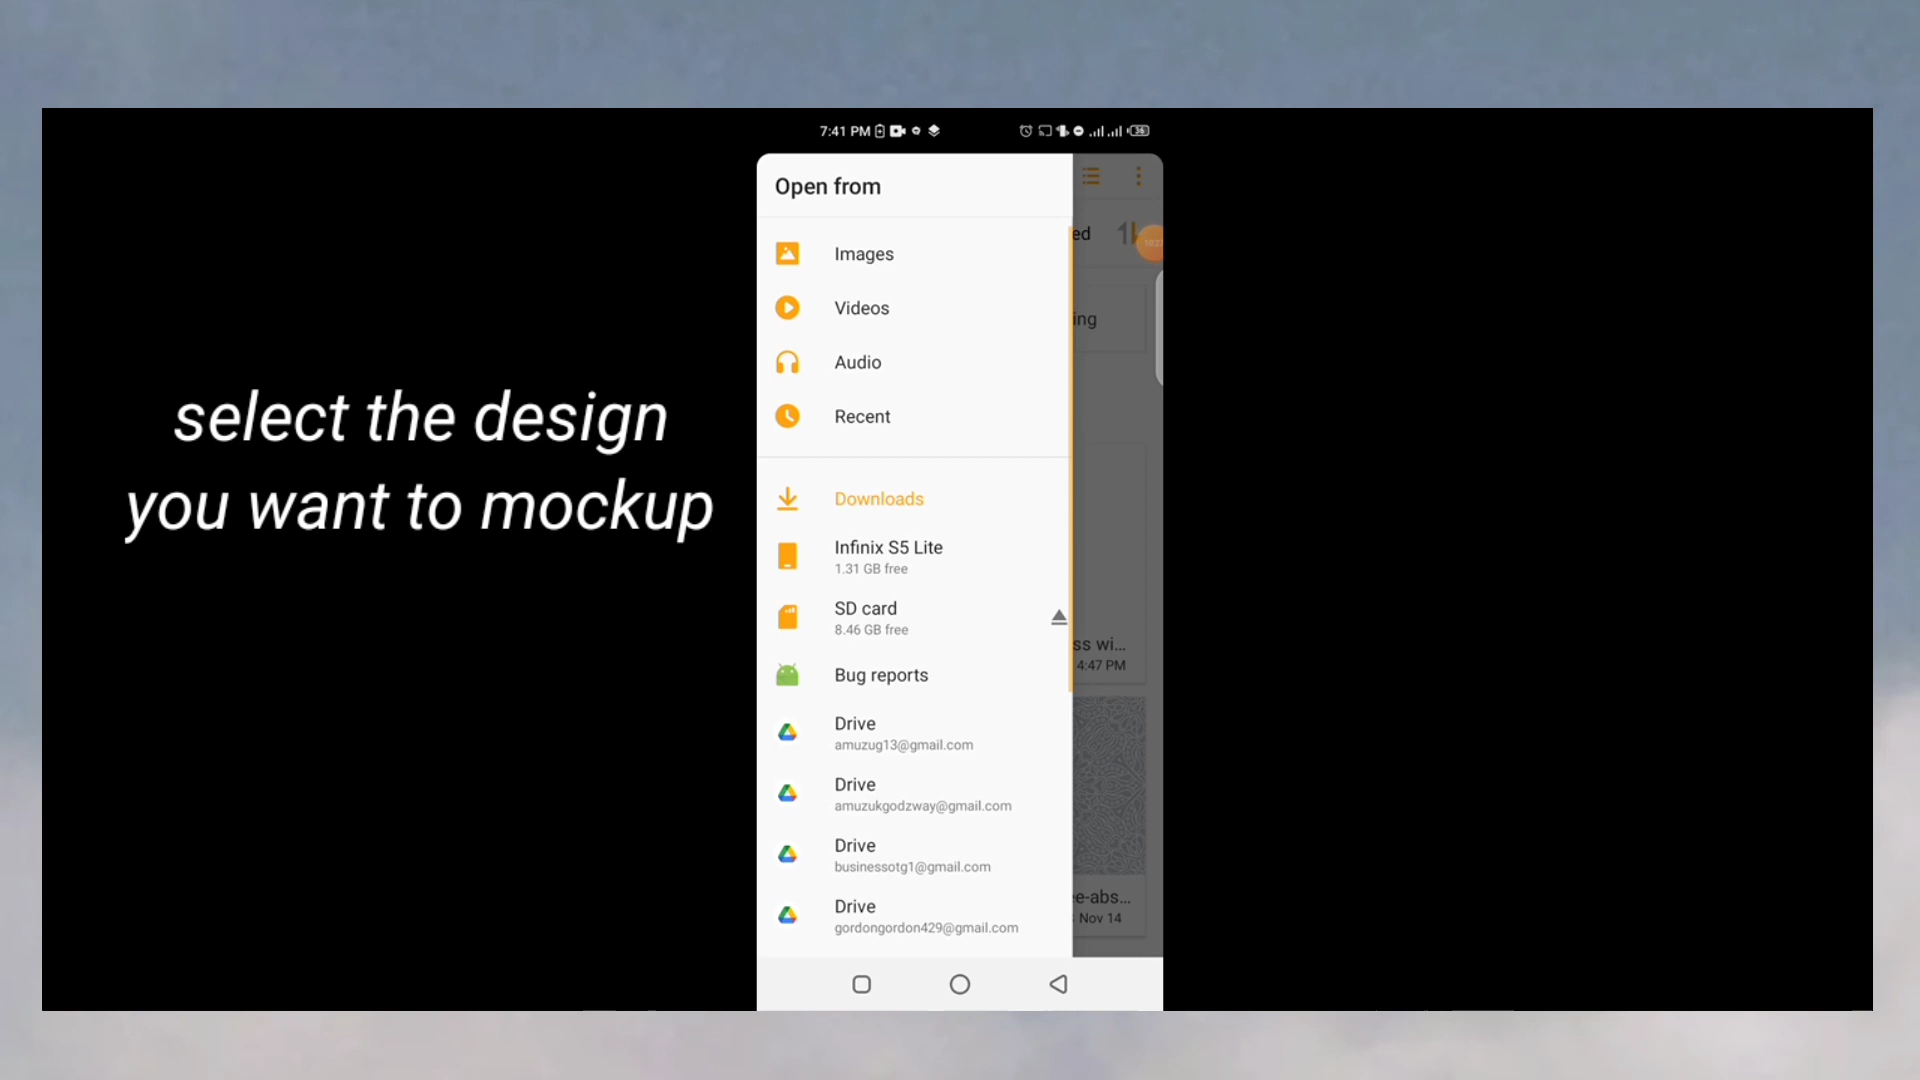 select the design
you want to mockup
7:41 PM
36
Open from
Images
Videos
Audio
Recent
Downloads
Infinix S5 Lite
1.31 GB free
SD card
8.46 GB free
Bug reports
Drive
amuzug13@gmail.com
Drive
amuzukgodzway@gmail.com
Drive
businessotg1@gmail.com
Drive
gordongordon429@gmail.com
ed
ing
ss wi...
4:47 PM
e-abs...
Nov 14